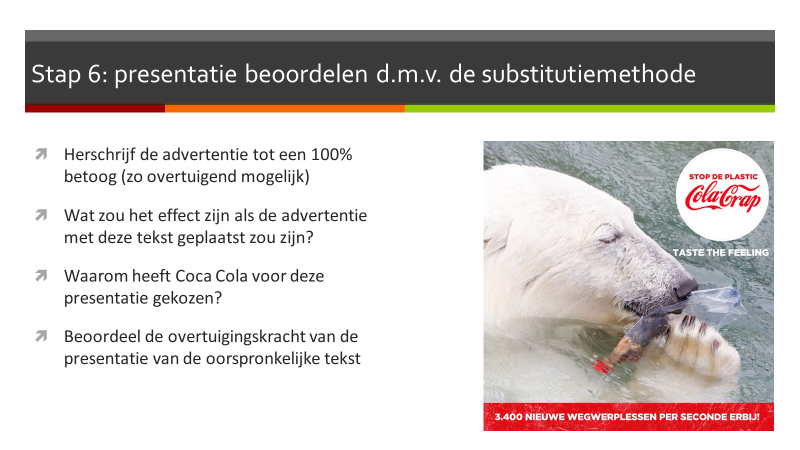 Stap 6: presentatie beoordelen d.m.v. de substitutiemethode
Herschrijf de advertentie tot een 100%
betoog (zo overtuigend mogelijk)
Wat zou het effect zijn als de advertentie
met deze tekst geplaatst zou zijn?
Waarom heeft Coca Cola voor deze
presentatie gekozen?
Beoordeel de overtuigingskracht van de
presentatie van de oorspronkelijke tekst
STOP DE PLASTIC
Cola Crap
TASTE THE FEELING
3.400 NIEUWE WEGWERPLESSEN PER SECONDE ERBIJ!